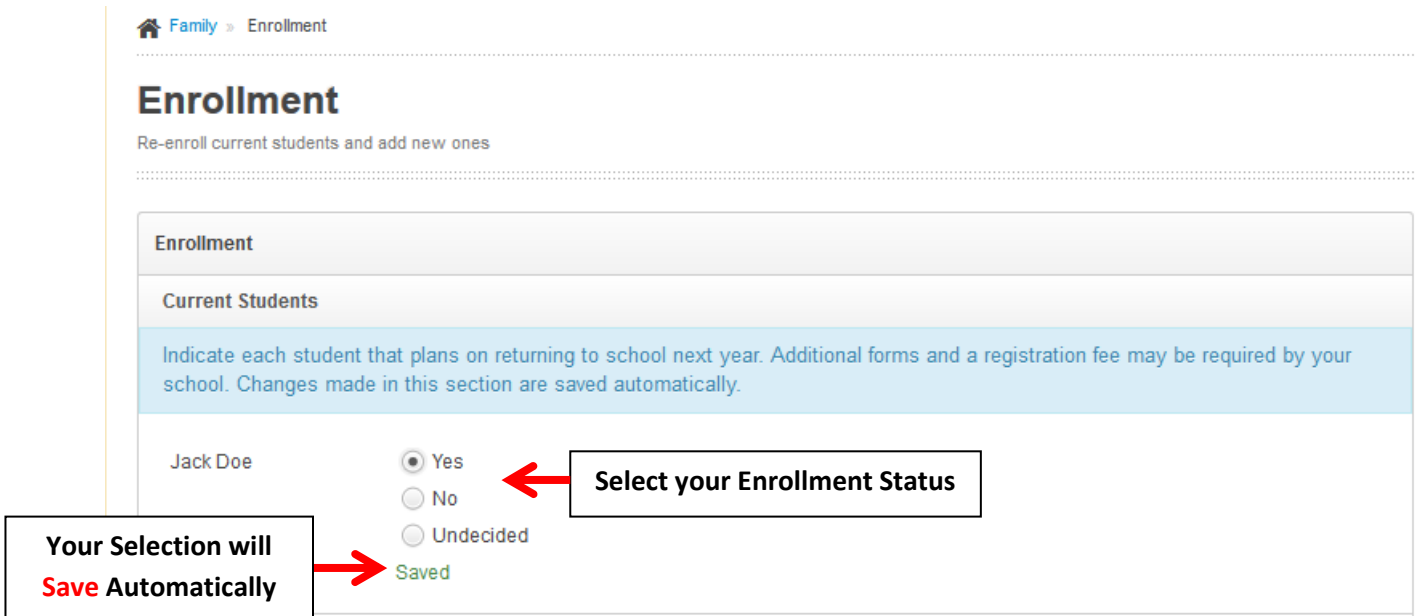 Family » Enrollment
Enrollment
Re-enroll current students and add new ones
Enrollment
Current Students
Indicate each student that plans on returning to school next year. Additional forms and a registration fee may be required by your
school. Changes made in this section are saved automatically.
Jack Doe
Yes
No
Undecided
Saved
Select your Enrollment Status
Your Selection will
Save Automatically